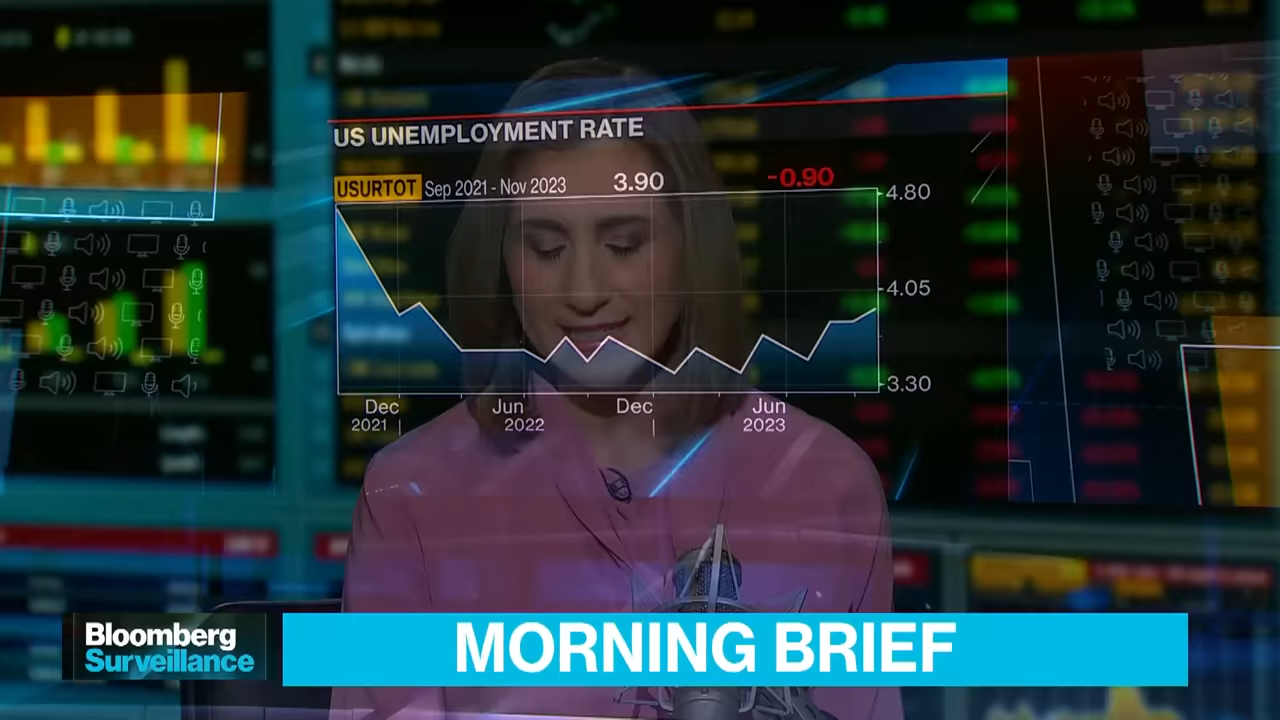 US UNEMPLOYMENT RATE
USURTOT Sep 2021 - Nov 2023 3.90 -0.90
4.80
4.05
3.30
Dec Jun Dec Jun
2021 2022 2023
Bloomberg
Surveillance
MORNING BRIEF